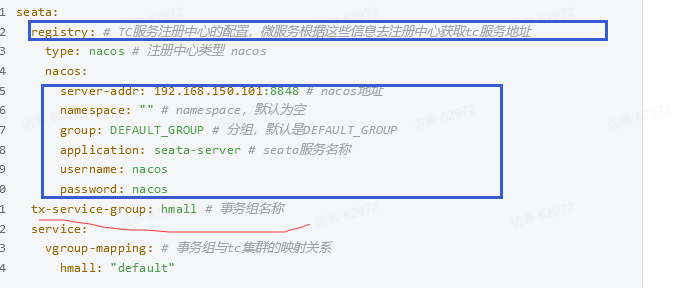 1 seata:
2 registry: # TC服务注册中心的配置，微服务根据这些信息去注册中心获取tc服务地址
3 type: nacos # 注册中心类型 nacos
4 nacos:
5 server-addr: 192.168.150.101:8848 # nacos地址
6 namespace: "" # namespace，默认为空
7 group: DEFAULT_GROUP # 分组，默认是DEFAULT_GROUP
8 application: seata-server # seata服务名称
9 username: nacos
0 password: nacos
1 tx-service-group: hmall # 事务组名称
2 service:
3 vgroup-mapping: # 事务组与tc集群的映射关系
4 hmall: "default"